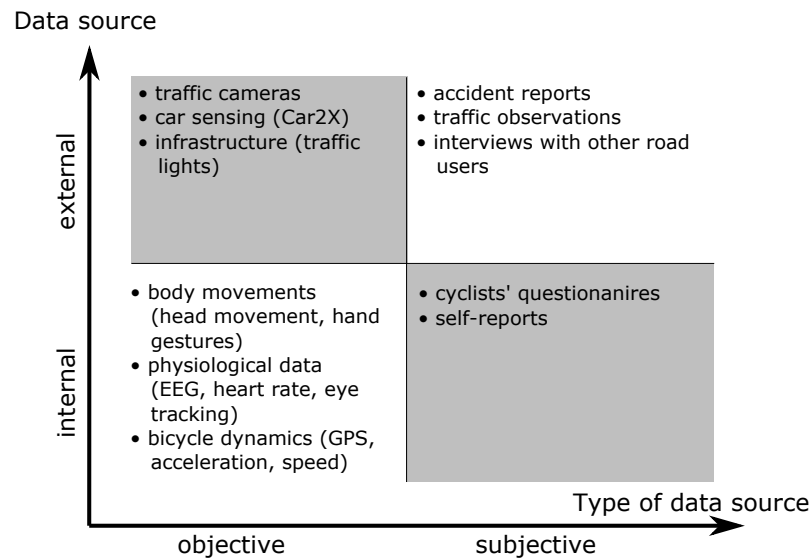 Data source
external
• traffic cameras
• car sensing (Car2X)
• infrastructure (traffic
lights)
• accident reports
• traffic observations
• interviews with other road
users
internal
• body movements
(head movement, hand
gestures)
• physiological data
(EEG, heart rate, eye
tracking)
• bicycle dynamics (GPS,
acceleration, speed)
• cyclists' questionanires
• self-reports
Type of data source
objective
subjective